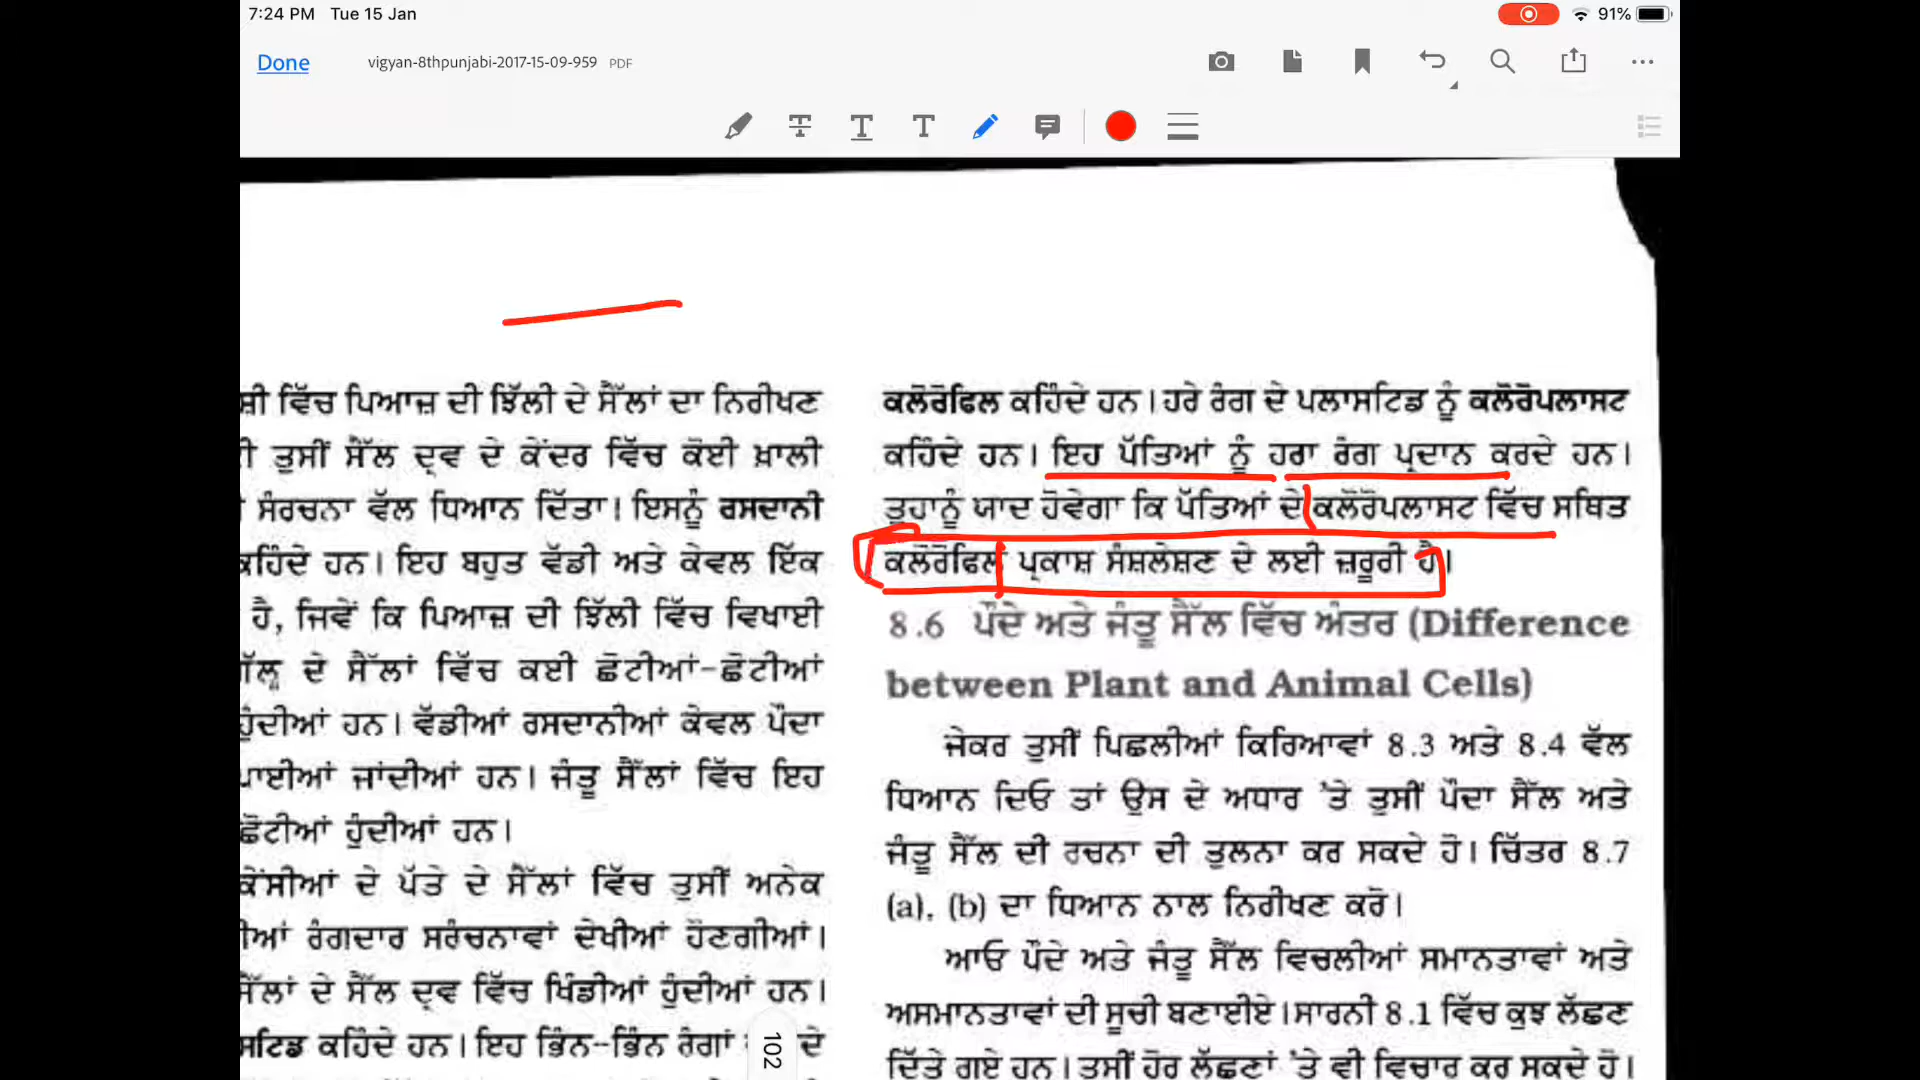 7:24 PM Tue 15 Jan
91%
Done
vigyan-8thpunjabi-2017-15-09-959 PDF
ਵਿੱਚ ਪਿਆਜ਼ ਦੀ ਝਿੱਲੀ ਦੇ ਸੈੱਲਾਂ ਦਾ ਨਿਰੀਖਣ
ਤੁਸੀਂ ਸੈੱਲ ਦ੍ਰਵ ਦੇ ਕੇਂਦਰ ਵਿੱਚ ਕੋਈ ਖ਼ਾਲੀ
ਸੰਰਚਨਾ ਵੱਲ ਧਿਆਨ ਦਿੱਤਾ। ਇਸਨੂੰ ਰਸਦਾਨੀ
ਕਹਿੰਦੇ ਹਨ। ਇਹ ਬਹੁਤ ਵੱਡੀ ਅਤੇ ਕੇਵਲ ਇੱਕ
ਹੈ, ਜਿਵੇਂ ਕਿ ਪਿਆਜ਼ ਦੀ ਝਿੱਲੀ ਵਿੱਚ ਵਿਖਾਈ
ਦੇ ਸੈੱਲਾਂ ਵਿੱਚ ਕਈ ਛੋਟੀਆਂ-ਛੋਟੀਆਂ
ਹੁੰਦੀਆਂ ਹਨ। ਵੱਡੀਆਂ ਰਸਦਾਨੀਆਂ ਕੇਵਲ ਪੌਦਾ
ਪਾਈਆਂ ਜਾਂਦੀਆਂ ਹਨ। ਜੰਤੂ ਸੈੱਲਾਂ ਵਿੱਚ ਇਹ
ਛੋਟੀਆਂ ਹੁੰਦੀਆਂ ਹਨ।
ਦੇ ਪੱਤੇ ਦੇ ਸੈੱਲਾਂ ਵਿੱਚ ਤੁਸੀਂ ਅਨੇਕ
ਰੰਗਦਾਰ ਸਰੰਚਨਾਵਾਂ ਦੇਖੀਆਂ ਹੋਣਗੀਆਂ।
ਸੈੱਲਾਂ ਦੇ ਸੈੱਲ ਦ੍ਰਵ ਵਿੱਚ ਖਿੰਡੀਆਂ ਹੁੰਦੀਆਂ ਹਨ।
ਕਹਿੰਦੇ ਹਨ। ਇਹ ਭਿੰਨ-ਭਿੰਨ ਰੰਗਾਂ ਦੇ
102
ਕਲੋਰੋਫਿਲ ਕਹਿੰਦੇ ਹਨ। ਹਰੇ ਰੰਗ ਦੇ ਪਲਾਸਟਿਡ ਨੂੰ ਕਲੋਰੋਪਲਾਸਟ
ਕਹਿੰਦੇ ਹਨ। ਇਹ ਪੱਤਿਆਂ ਨੂੰ ਹਰਾ ਰੰਗ ਪ੍ਰਦਾਨ ਕਰਦੇ ਹਨ।
ਤੁਹਾਨੂੰ ਯਾਦ ਹੋਵੇਗਾ ਕਿ ਪੱਤਿਆਂ ਦੇ ਕਲੋਰੋਪਲਾਸਟ ਵਿੱਚ ਸਥਿਤ
ਕਲੋਰੋਫਿਲ ਪ੍ਰਕਾਸ਼ ਸੰਸ਼ਲੇਸ਼ਣ ਦੇ ਲਈ ਜ਼ਰੂਰੀ ਹੈ।
8.6 ਪੌਦੇ ਅਤੇ ਜੰਤੂ ਸੈੱਲ ਵਿੱਚ ਅੰਤਰ (Difference
between Plant and Animal Cells)
ਜੇਕਰ ਤੁਸੀਂ ਪਿਛਲੀਆਂ ਕਿਰਿਆਵਾਂ 8.3 ਅਤੇ 8.4 ਵੱਲ
ਧਿਆਨ ਦਿਓ ਤਾਂ ਉਸ ਦੇ ਅਧਾਰ 'ਤੇ ਤੁਸੀਂ ਪੌਦਾ ਸੈੱਲ ਅਤੇ
ਜੰਤੂ ਸੈੱਲ ਦੀ ਰਚਨਾ ਦੀ ਤੁਲਨਾ ਕਰ ਸਕਦੇ ਹੋ। ਚਿੱਤਰ 8.7
(a), (b) ਦਾ ਧਿਆਨ ਨਾਲ ਨਿਰੀਖਣ ਕਰੋ।
ਆਓ ਪੌਦੇ ਅਤੇ ਜੰਤੂ ਸੈੱਲ ਵਿਚਲੀਆਂ ਸਮਾਨਤਾਵਾਂ ਅਤੇ
ਅਸਮਾਨਤਾਵਾਂ ਦੀ ਸੂਚੀ ਬਣਾਈਏ। ਸਾਰਨੀ 8.1 ਵਿੱਚ ਕੁਝ ਲੱਛਣ
ਦਿੱਤੇ ਗਏ ਹਨ। ਤੁਸੀਂ ਹੋਰ ਲੱਛਣਾਂ 'ਤੇ ਵੀ ਵਿਚਾਰ ਕਰ ਸਕਦੇ ਹੋ।